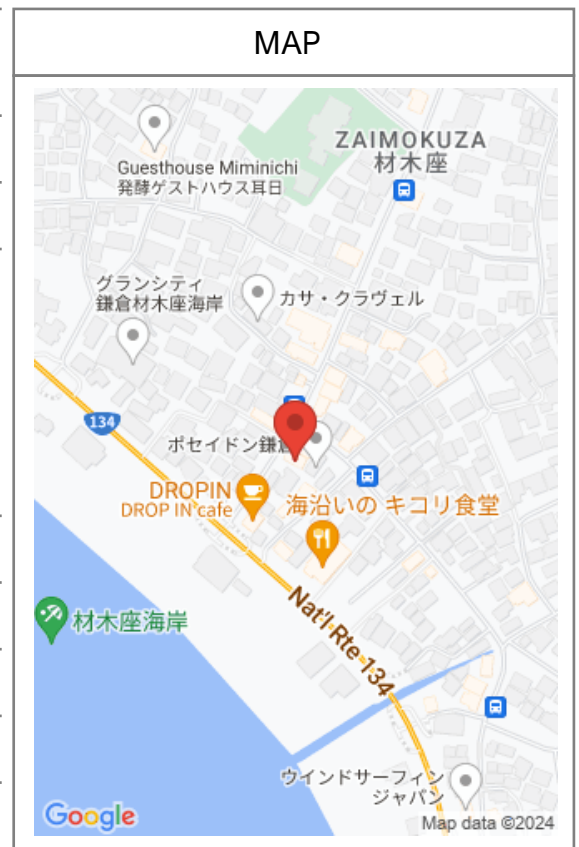 MAP
ZAIMOKUZA
材木座
Guesthouse Miminichi
発酵ゲストハウス耳日
グランシティ
鎌倉材木座海岸
カサ・クラヴェル
134
ポセイドン鎌倉
DROPIN
DROP IN cafe
海沿いの キコリ食堂
Nat'l Rte 134
材木座海岸
ウインドサーフィン
ジャパン
Google
Map data ©2024